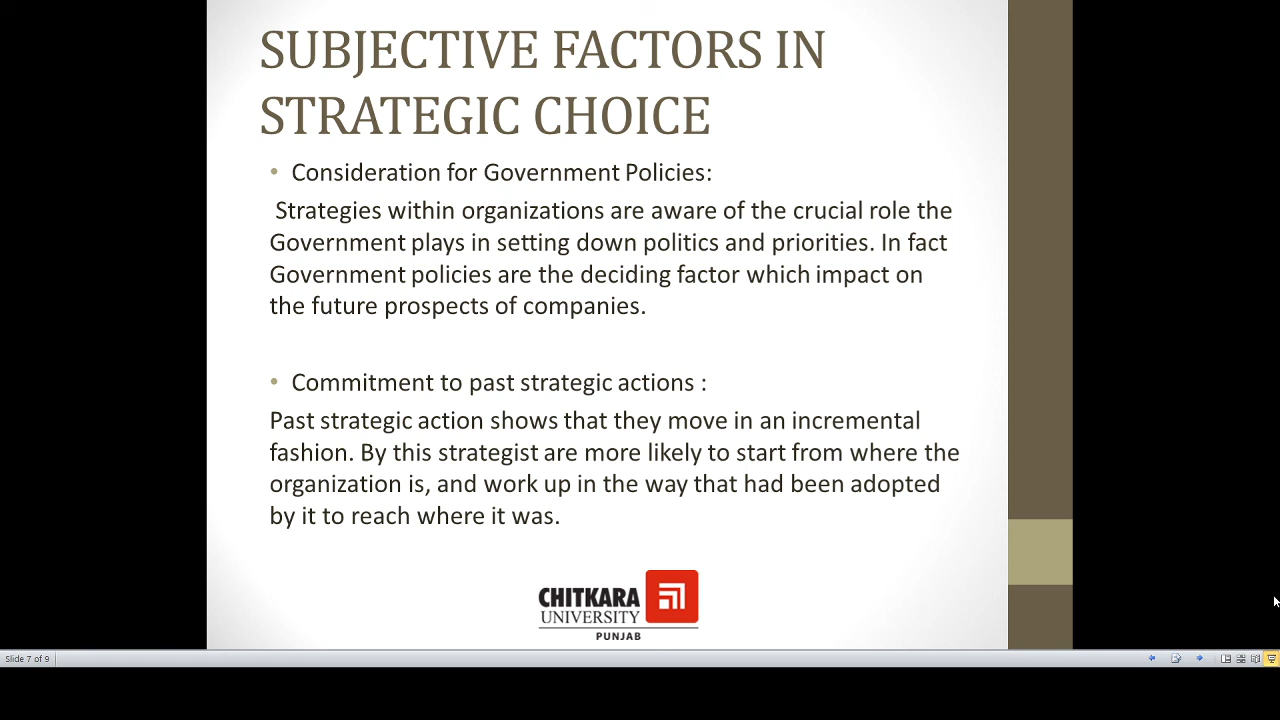 SUBJECTIVE FACTORS IN
STRATEGIC CHOICE
• Consideration for Government Policies:
Strategies within organizations are aware of the crucial role the
Government plays in setting down politics and priorities. In fact
Government policies are the deciding factor which impact on
the future prospects of companies.
• Commitment to past strategic actions :
Past strategic action shows that they move in an incremental
fashion. By this strategist are more likely to start from where the
organization is, and work up in the way that had been adopted
by it to reach where it was.
CHITKARA
UNIVERSITY
PUNJAB
Slide 7 of 9